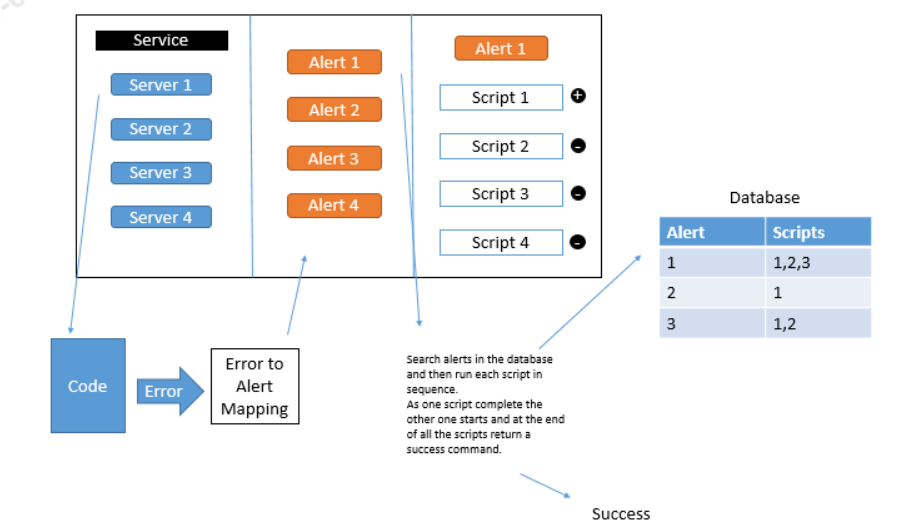 Service
Server 1
Server 2
Server 3
Server 4
Alert 1
Alert 2
Alert 3
Alert 4
Alert 1
Script 1 +
Script 2 -
Script 3 -
Script 4 -
Database
Alert Scripts
1 1,2,3
2 1
3 1,2
Code
Error
Error to
Alert
Mapping
Search alerts in the database
and then run each script in
sequence.
As one script complete the
other one starts and at the end
of all the scripts return a
success command.
Success